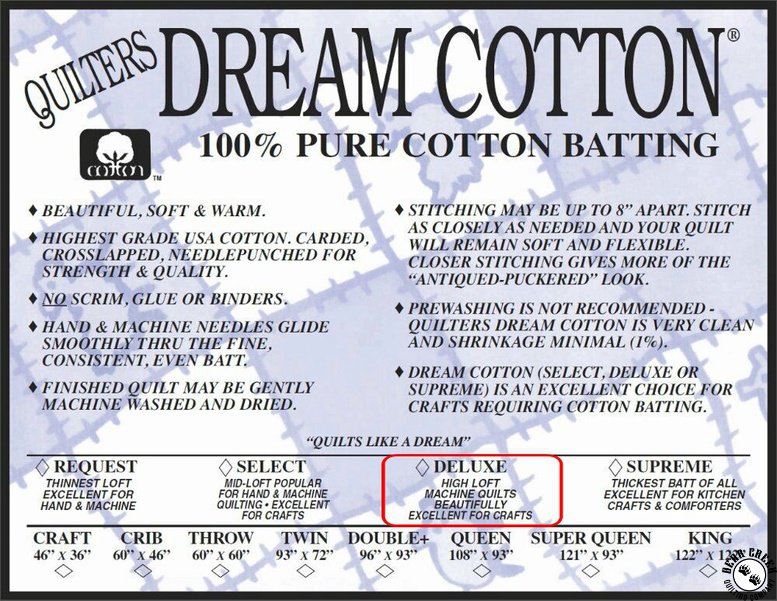 QUILTERS DREAM COTTON®
100% PURE COTTON BATTING
cotton ™
♦ BEAUTIFUL, SOFT & WARM.
♦ HIGHEST GRADE USA COTTON. CARDED,
CROSSLAPPED, NEEDLEPUNCHED FOR
STRENGTH & QUALITY.
♦ NO SCRIM, GLUE OR BINDERS.
♦ HAND & MACHINE NEEDLES GLIDE
SMOOTHLY THRU THE FINE,
CONSISTENT, EVEN BATT.
♦ FINISHED QUILT MAY BE GENTLY
MACHINE WASHED AND DRIED.
♦ STITCHING MAY BE UP TO 8” APART. STITCH
AS CLOSELY AS NEEDED AND YOUR QUILT
WILL REMAIN SOFT AND FLEXIBLE.
CLOSER STITCHING GIVES MORE OF THE
“ANTIQUED-PUCKERED” LOOK.
♦ PREWASHING IS NOT RECOMMENDED -
QUILTERS DREAM COTTON IS VERY CLEAN
AND SHRINKAGE MINIMAL (1%).
♦ DREAM COTTON (SELECT, DELUXE OR
SUPREME) IS AN EXCELLENT CHOICE FOR
CRAFTS REQUIRING COTTON BATTING.
“QUILTS LIKE A DREAM”
◇ REQUEST
THINNEST LOFT
EXCELLENT FOR
HAND & MACHINE
◇ SELECT
MID-LOFT POPULAR
FOR HAND & MACHINE
QUILTING • EXCELLENT
FOR CRAFTS
◇ DELUXE
HIGH LOFT
MACHINE QUILTS
BEAUTIFULLY
EXCELLENT FOR CRAFTS
◇ SUPREME
THICKEST BATT OF ALL
EXCELLENT FOR KITCHEN
CRAFTS & COMFORTERS
CRAFT CRIB THROW TWIN DOUBLE+ QUEEN SUPER QUEEN KING
46” x 36” 60” x 46” 60” x 60” 93” x 72” 96” x 93” 108” x 93” 121” x 93” 122” x
BEAR CREEK
QUILTING COMPANY